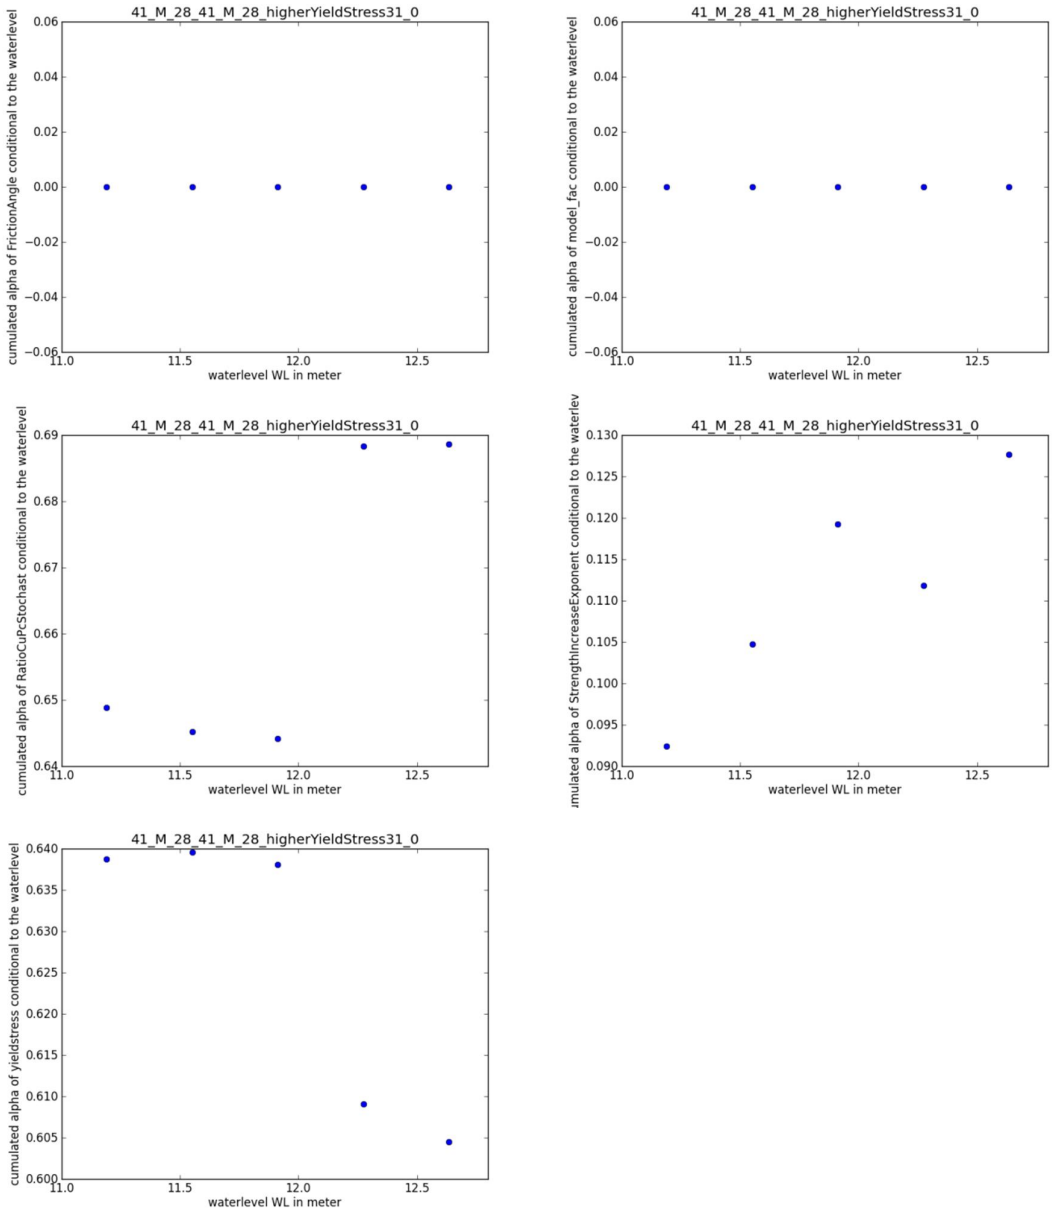 41_M_28_41_M_28_higherYieldStress31_0
cumulated alpha of FrictionAngle conditional to the waterlevel
0.06
0.04
0.02
0.00
−0.02
−0.04
−0.06
11.0 11.5 12.0 12.5
waterlevel WL in meter
41_M_28_41_M_28_higherYieldStress31_0
cumulated alpha of model_fac conditional to the waterlevel
0.06
0.04
0.02
0.00
−0.02
−0.04
−0.06
11.0 11.5 12.0 12.5
waterlevel WL in meter
41_M_28_41_M_28_higherYieldStress31_0
cumulated alpha of RatioCuPcStochast conditional to the waterlevel
0.69
0.68
0.67
0.66
0.65
0.64
11.0 11.5 12.0 12.5
waterlevel WL in meter
41_M_28_41_M_28_higherYieldStress31_0
mulated alpha of StrengthIncreaseExponent conditional to the waterlev
0.130
0.125
0.120
0.115
0.110
0.105
0.100
0.095
0.090
11.0 11.5 12.0 12.5
waterlevel WL in meter
41_M_28_41_M_28_higherYieldStress31_0
cumulated alpha of yieldstress conditional to the waterlevel
0.640
0.635
0.630
0.625
0.620
0.615
0.610
0.605
0.600
11.0 11.5 12.0 12.5
waterlevel WL in meter